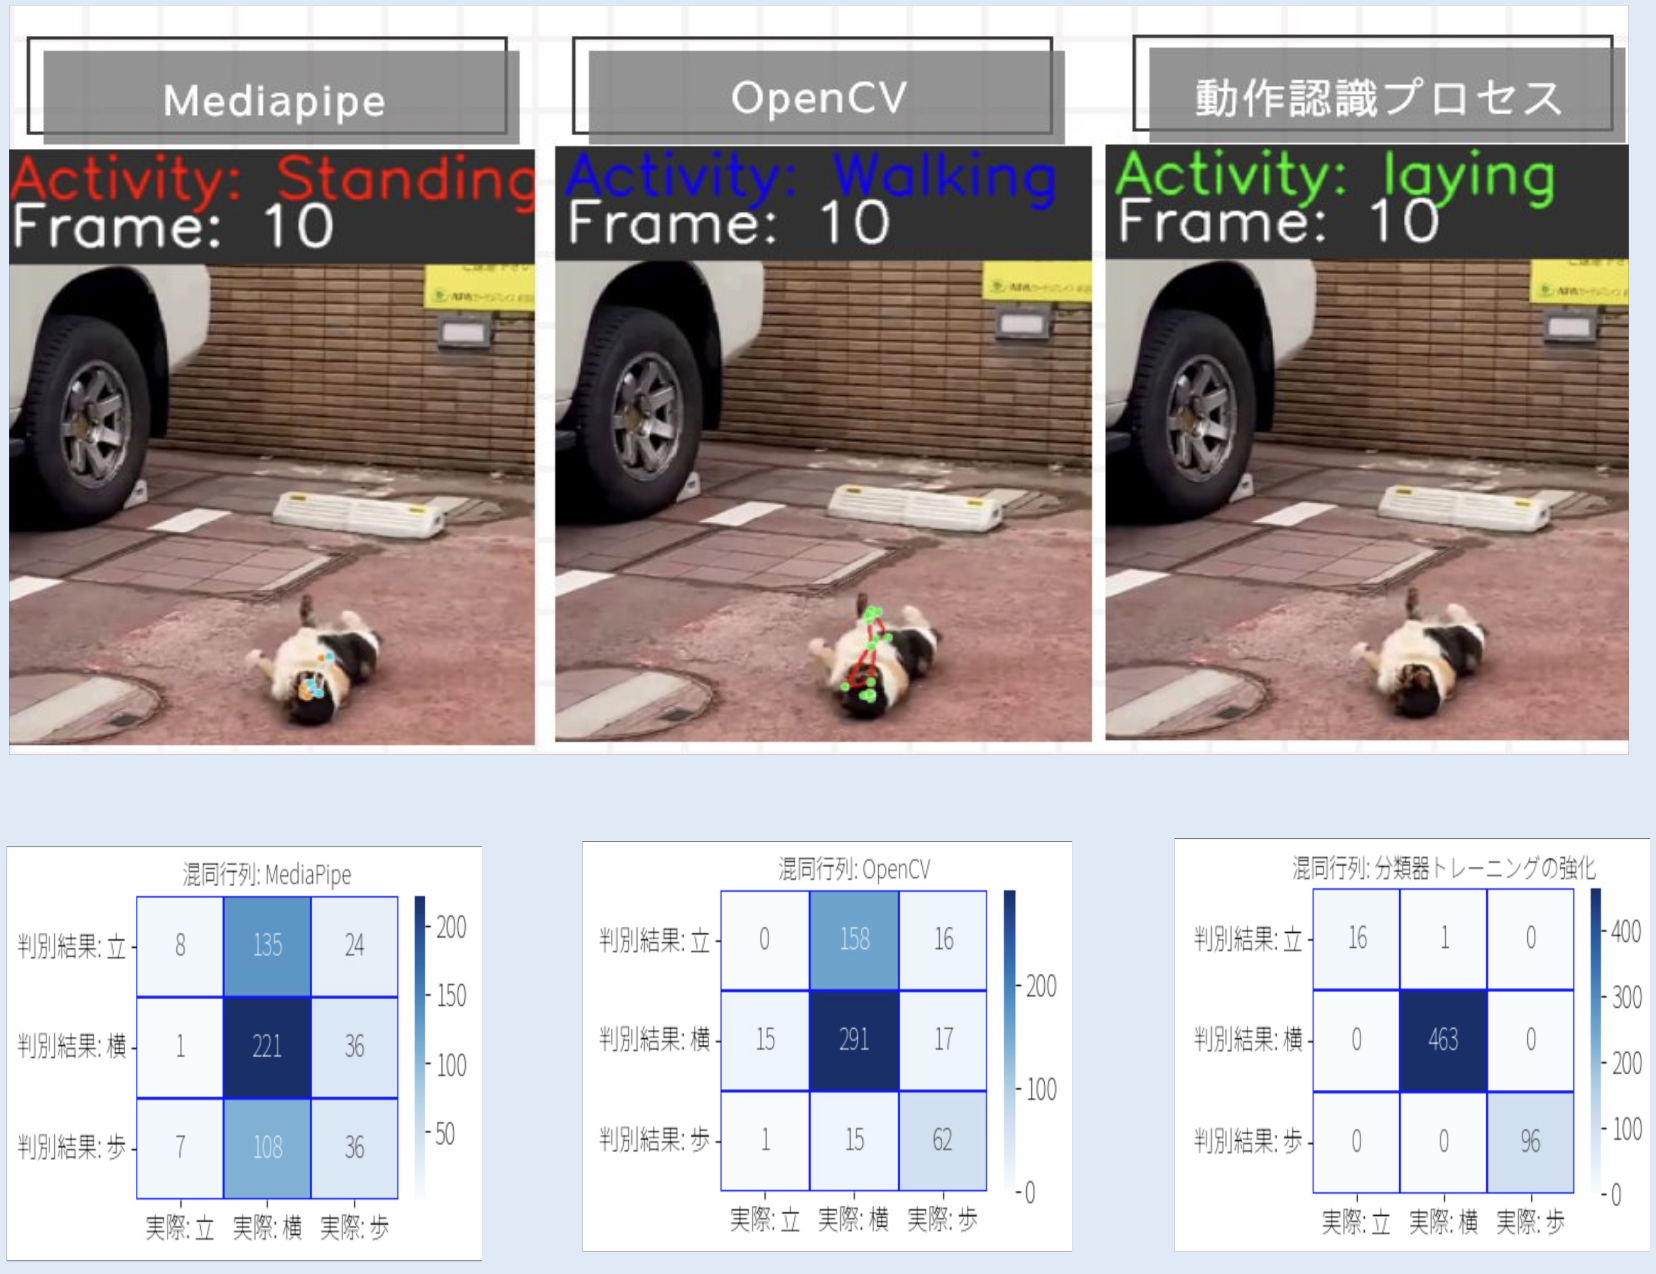 Mediapipe
OpenCV
動作認識プロセス
Activity: Standing
Frame: 10
Activity: Walking
Frame: 10
Activity: laying
Frame: 10
混同行列: MediaPipe
判別結果: 立
8
135
24
判別結果: 横
1
221
36
判別結果: 歩
7
108
36
実際: 立
実際: 横
実際: 歩
200
150
100
50
混同行列: OpenCV
判別結果: 立
0
158
16
判別結果: 横
15
291
17
判別結果: 歩
1
15
62
実際: 立
実際: 横
実際: 歩
200
100
0
混同行列: 分類器トレーニングの強化
判別結果: 立
16
1
0
判別結果: 横
0
463
0
判別結果: 歩
0
0
96
実際: 立
実際: 横
実際: 歩
400
300
200
100
0